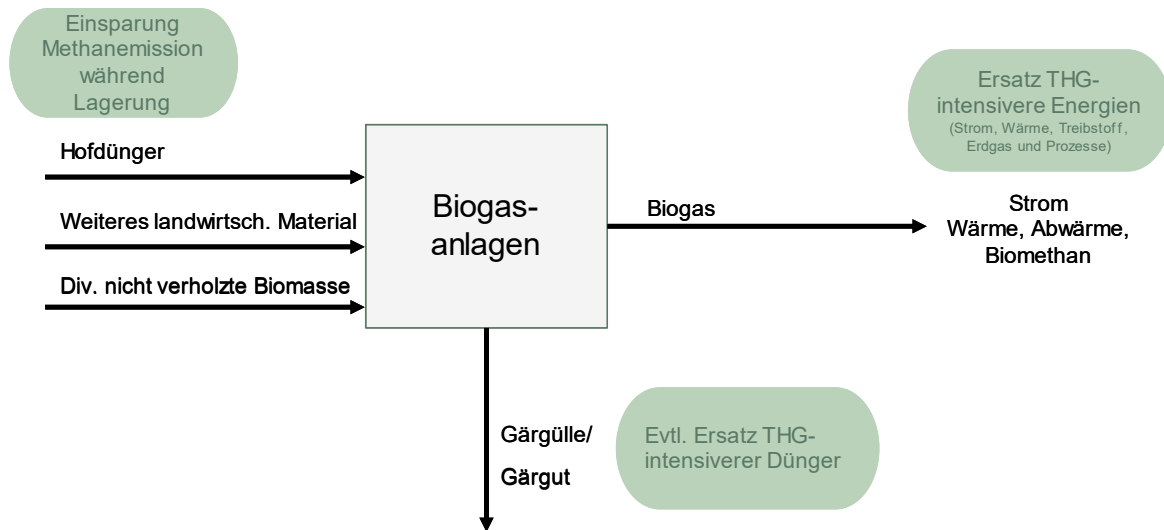 Einsparung
Methanemission
während
Lagerung
Hofdünger
Weiteres landwirtsch. Material
Div. nicht verholzte Biomasse
Biogas-
anlagen
Biogas
Ersatz THG-
intensivere Energien
(Strom, Wärme, Treibstoff,
Erdgas und Prozesse)
Strom
Wärme, Abwärme,
Biomethan
Gärgülle/
Gärgut
Evtl. Ersatz THG-
intensiverer Dünger